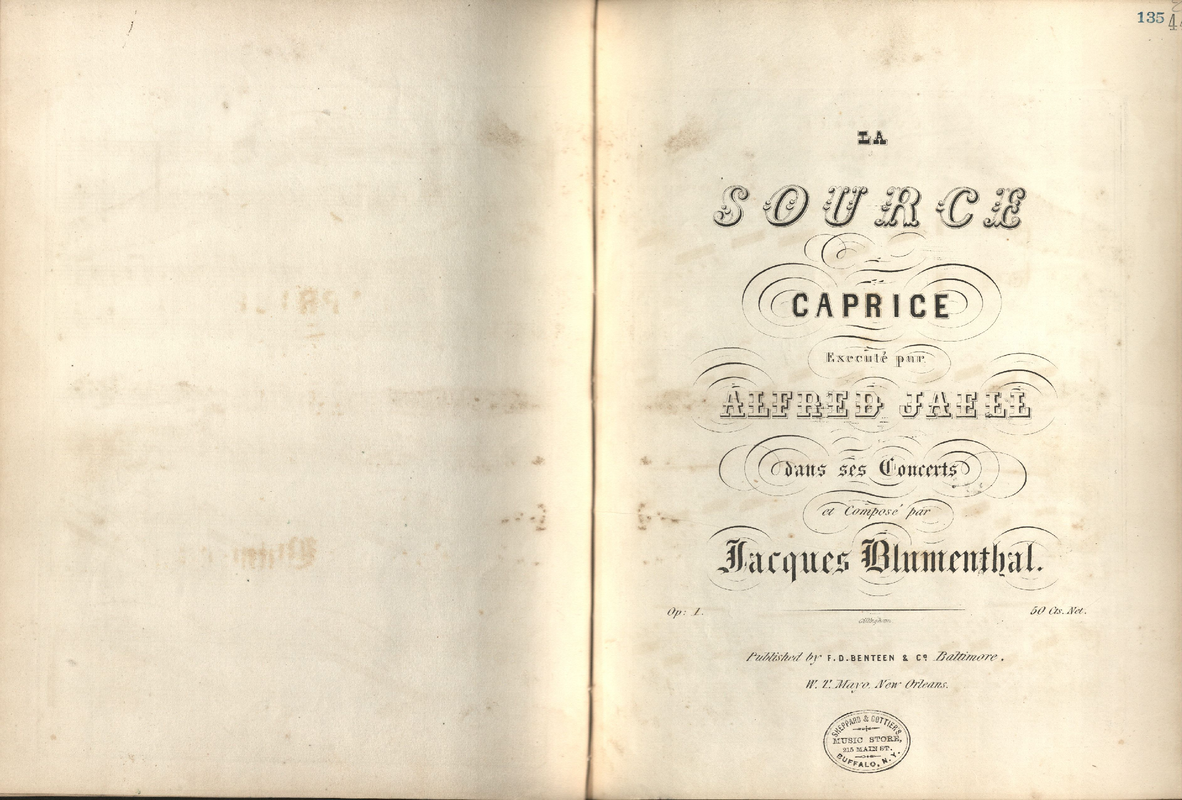 135
LA
SOURCE
CAPRICE
Executé par
ALFRED JAELL
dans ses Concerts
et Composé par
Jacques Blumenthal.
Op: 1. 50 Cts. Net.
Published by F. D. BENTEEN & Co. Baltimore.
W. T. Mayo, New Orleans.
SHEPPARD & COTTIER'S
MUSIC STORE,
215 MAIN ST.
BUFFALO, N.Y.